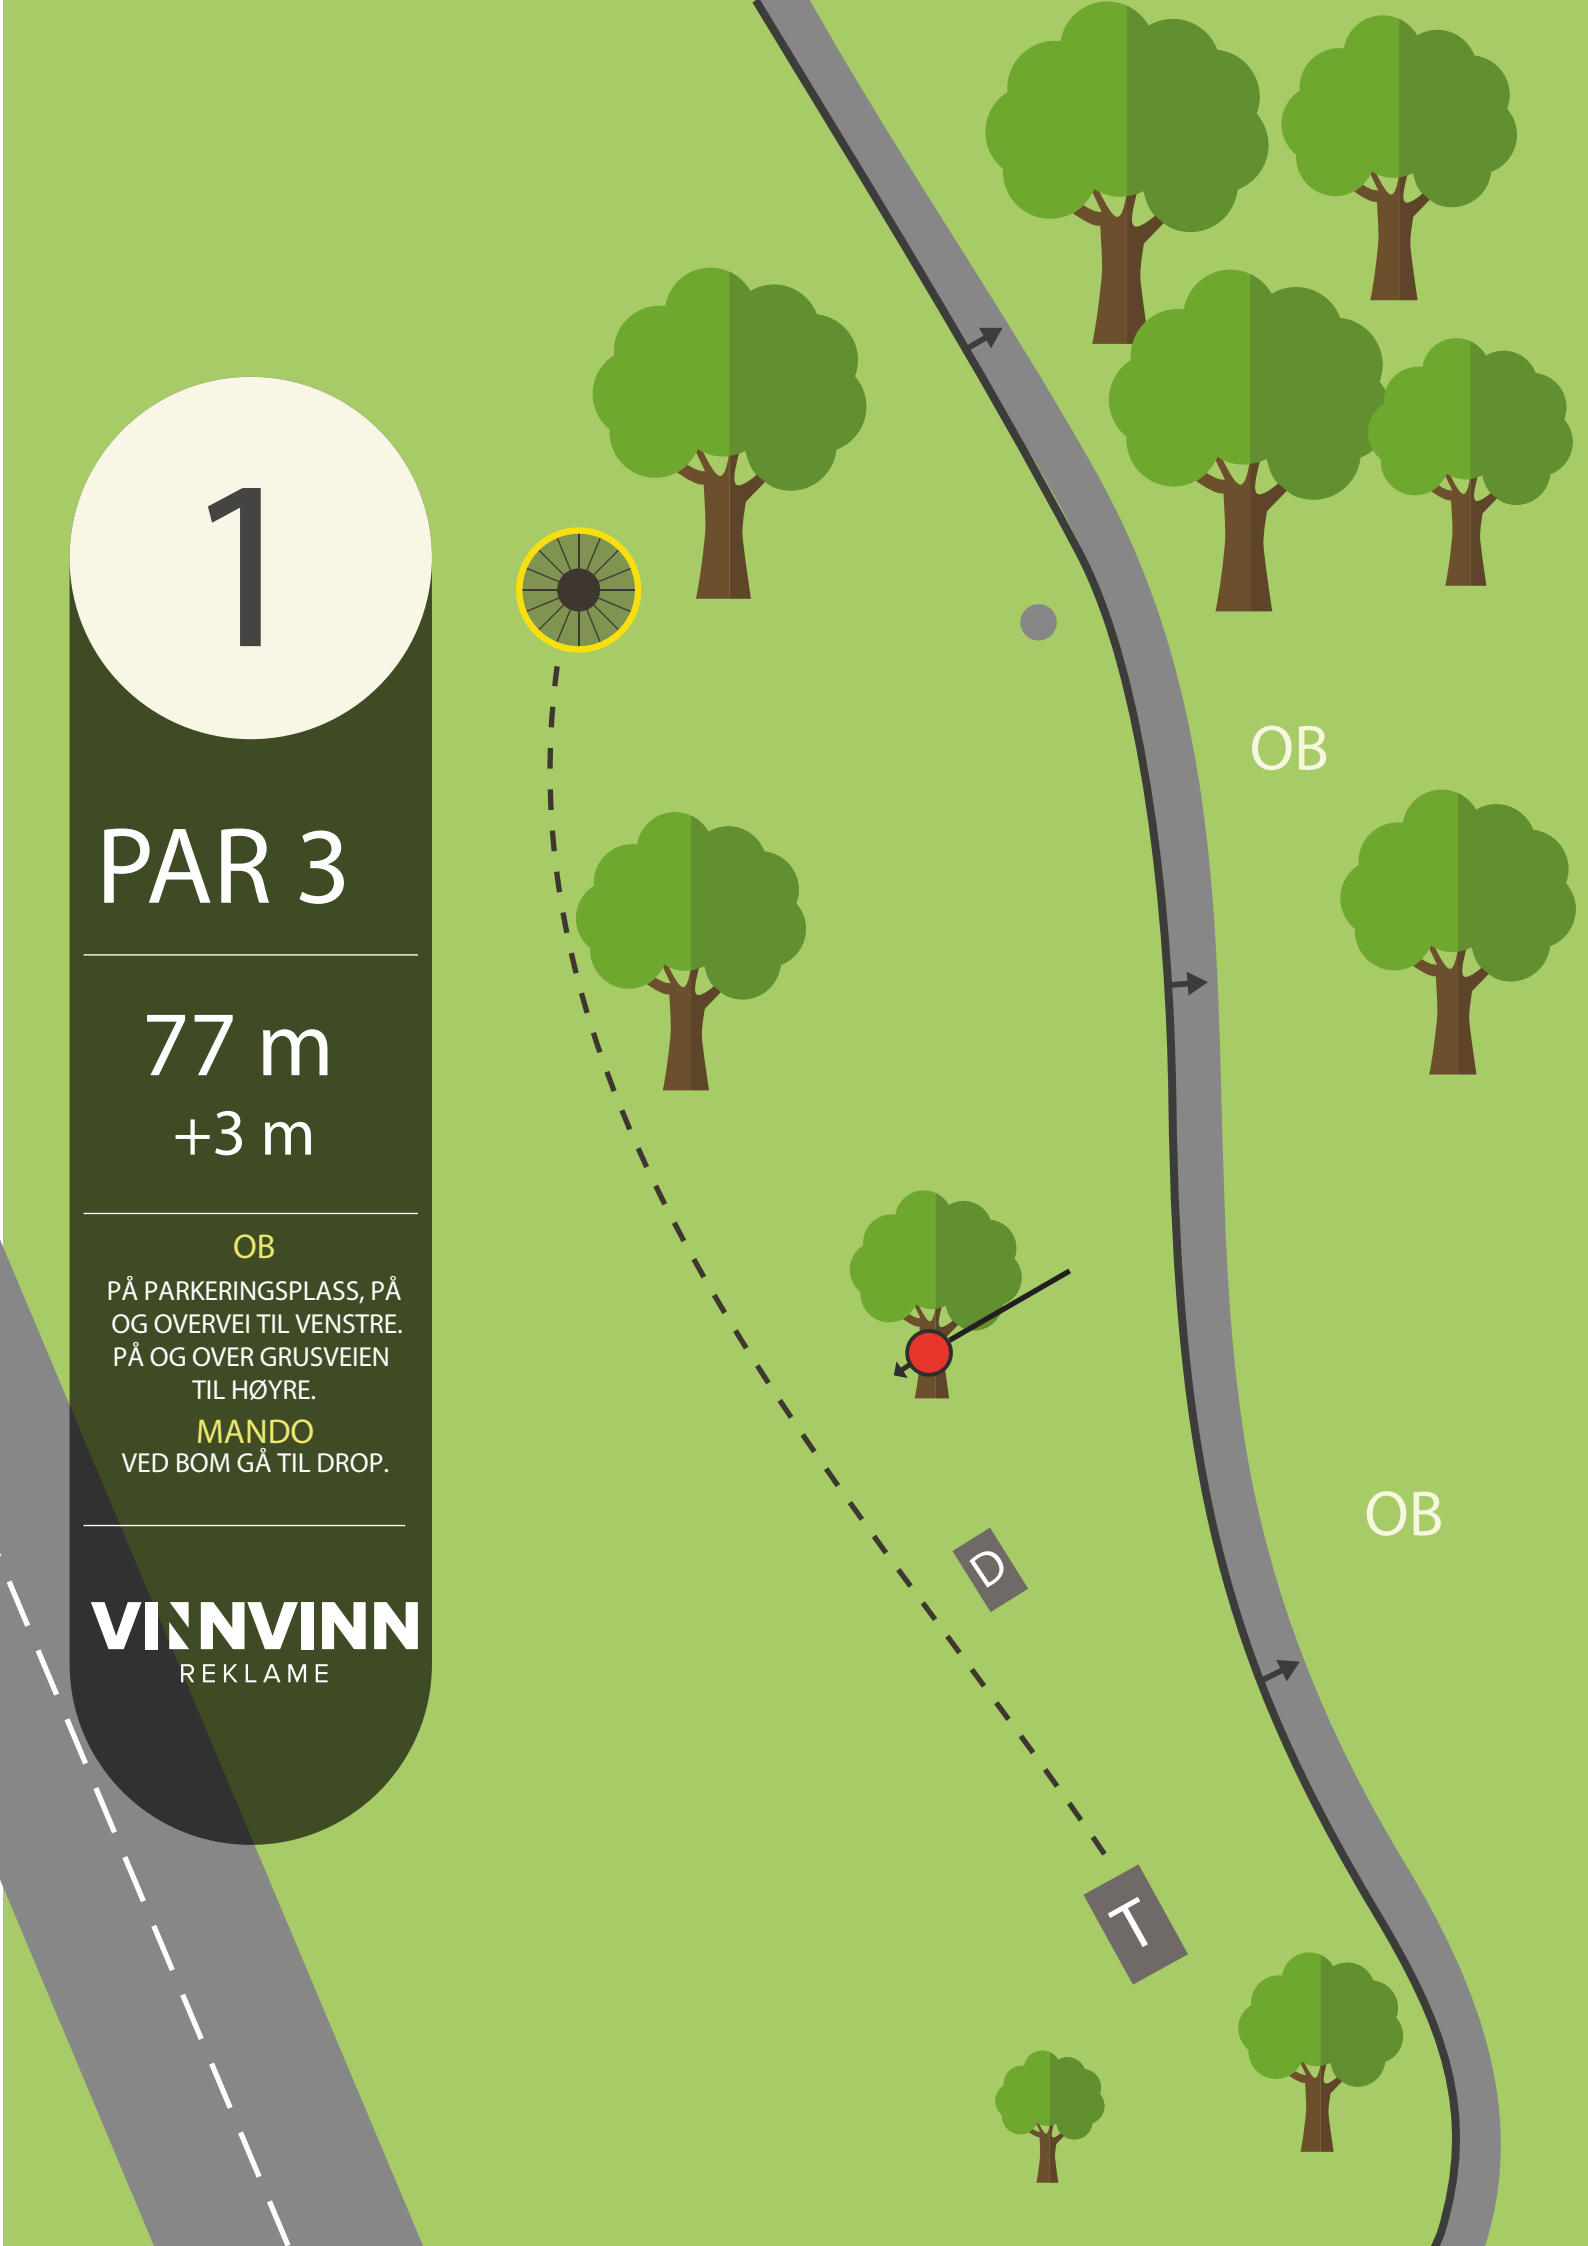 1
PAR 3
77 m
+3 m
OB
PÅ PARKERINGSPLASS, PÅ
OG OVERVEI TIL VENSTRE.
PÅ OG OVER GRUSVEIEN
TIL HØYRE.
MANDO
VED BOM GÅ TIL DROP.
VINNVINN
REKLAME
OB
OB
D
T